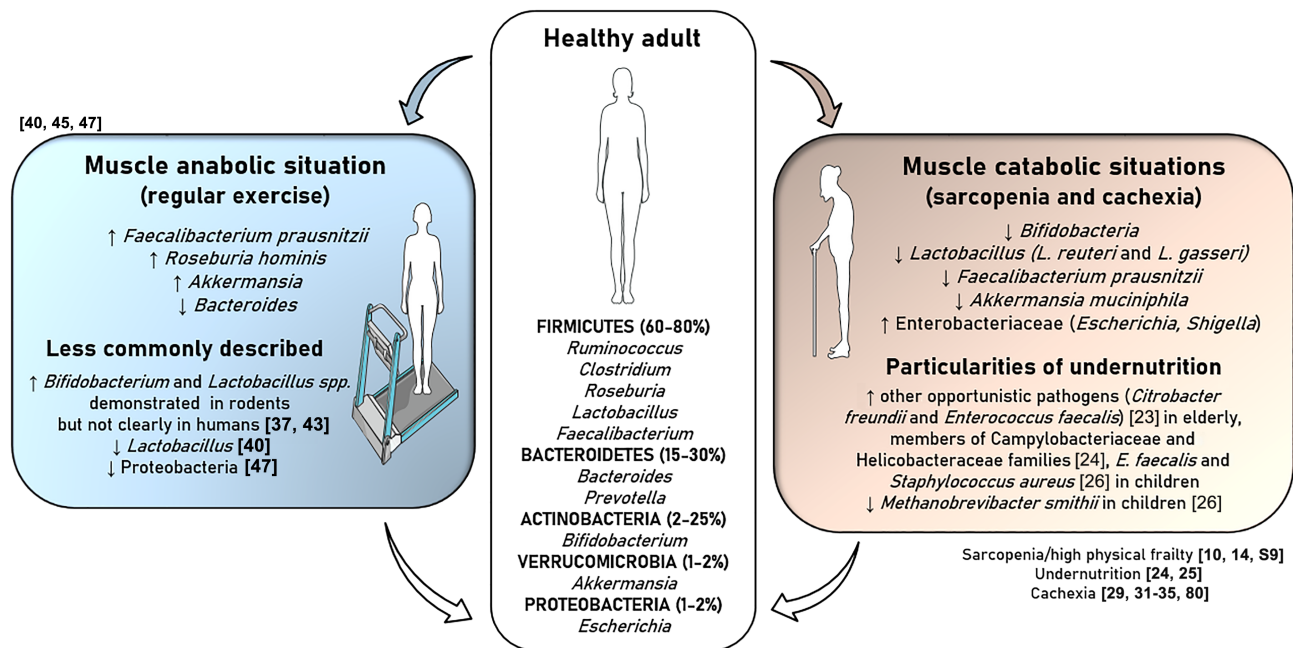 Healthy adult
FIRMICUTES (60-80%)
Ruminococcus
Clostridium
Roseburia
Lactobacillus
Faecalibacterium
BACTEROIDETES (15-30%)
Bacteroides
Prevotella
ACTINOBACTERIA (2-25%)
Bifidobacterium
VERRUCOMICROBIA (1-2%)
Akkermansia
PROTEOBACTERIA (1-2%)
Escherichia
[40, 45, 47]
Muscle anabolic situation
(regular exercise)
↑ Faecalibacterium prausnitzii
↑ Roseburia hominis
↑ Akkermansia
↓ Bacteroides
Less commonly described
↑ Bifidobacterium and Lactobacillus spp.
demonstrated in rodents
but not clearly in humans [37, 43]
↓ Lactobacillus [40]
↓ Proteobacteria [47]
Muscle catabolic situations
(sarcopenia and cachexia)
↓ Bifidobacteria
↓ Lactobacillus (L. reuteri and L. gasseri)
↓ Faecalibacterium prausnitzii
↓ Akkermansia muciniphila
↑ Enterobacteriaceae (Escherichia, Shigella)
Particularities of undernutrition
↑ other opportunistic pathogens (Citrobacter
freundii and Enterococcus faecalis) [23] in elderly,
members of Campylobacteriaceae and
Helicobacteraceae families [24], E. faecalis and
Staphylococcus aureus [26] in children
↓ Methanobrevibacter smithii in children [26]
Sarcopenia/high physical frailty [10, 14, S9]
Undernutrition [24, 25]
Cachexia [29, 31-35, 80]